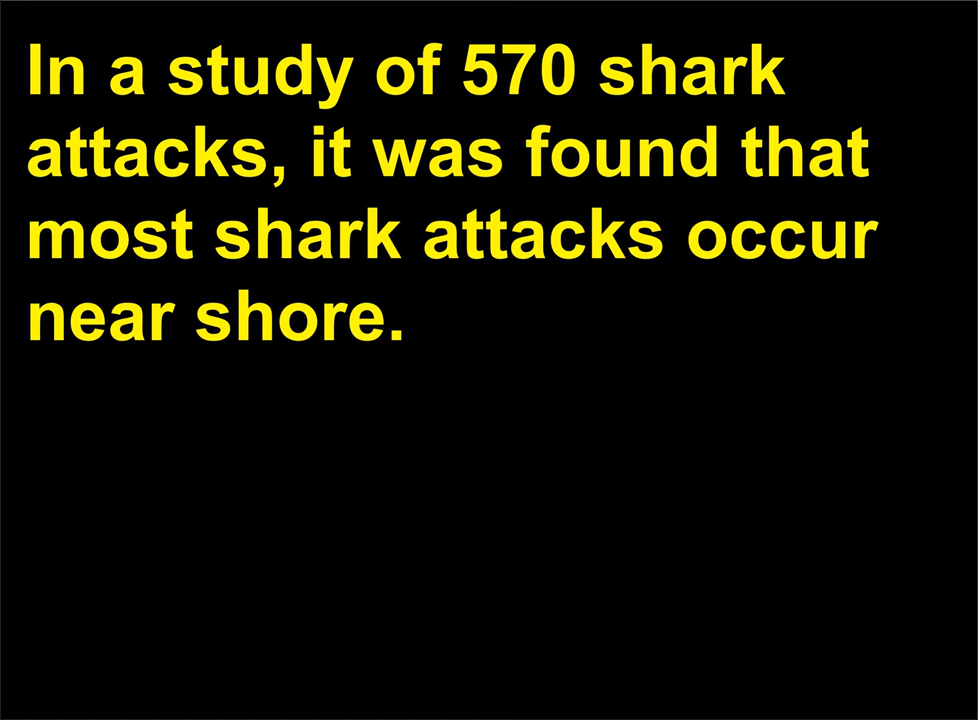 In a study of 570 shark
attacks, it was found that
most shark attacks occur
near shore.